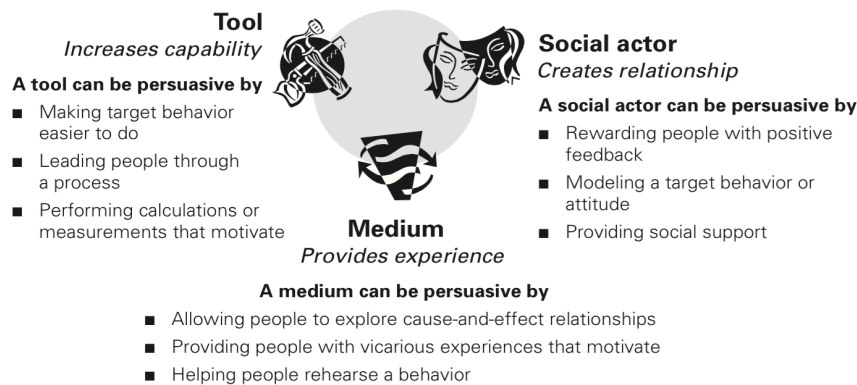 Tool
Increases capability
A tool can be persuasive by
■ Making target behavior
easier to do
■ Leading people through
a process
■ Performing calculations or
measurements that motivate
Social actor
Creates relationship
A social actor can be persuasive by
■ Rewarding people with positive
feedback
■ Modeling a target behavior or
attitude
■ Providing social support
Medium
Provides experience
A medium can be persuasive by
■ Allowing people to explore cause-and-effect relationships
■ Providing people with vicarious experiences that motivate
■ Helping people rehearse a behavior